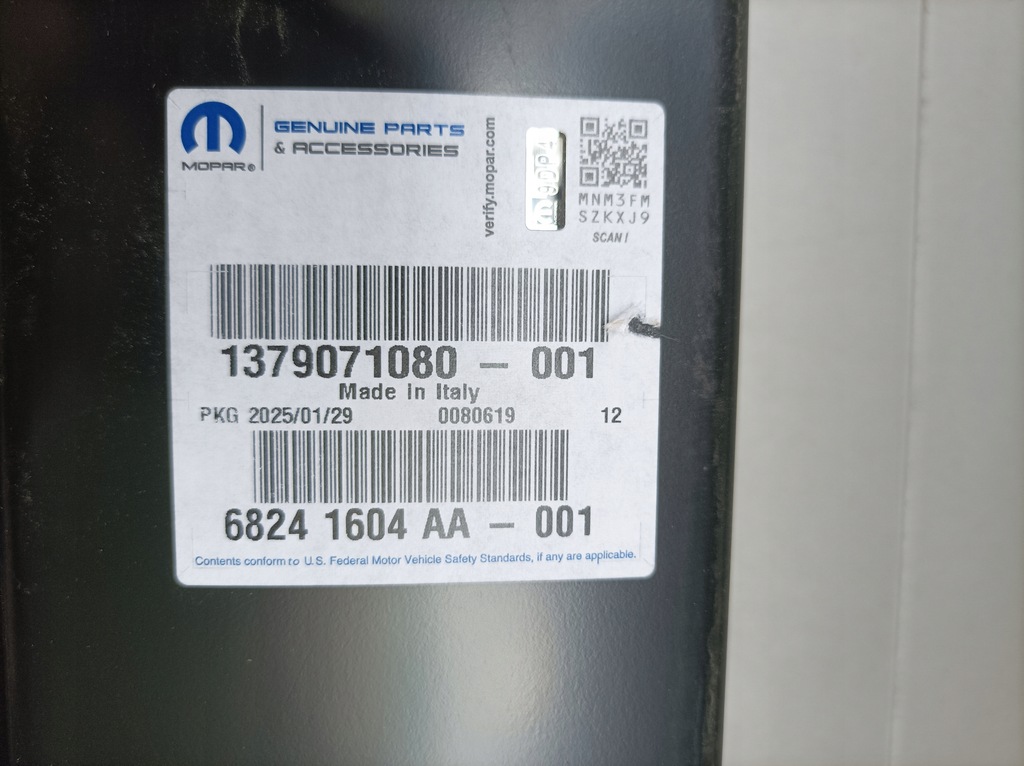 MOPAR®
GENUINE PARTS
& ACCESSORIES
verify.mopar.com
MNM3FM
SZKXJ9
SCAN!
1379071080 – 001
Made in Italy
PKG 2025/01/29 0080619 12
6824 1604 AA – 001
Contents conform to U.S. Federal Motor Vehicle Safety Standards, if any are applicable.